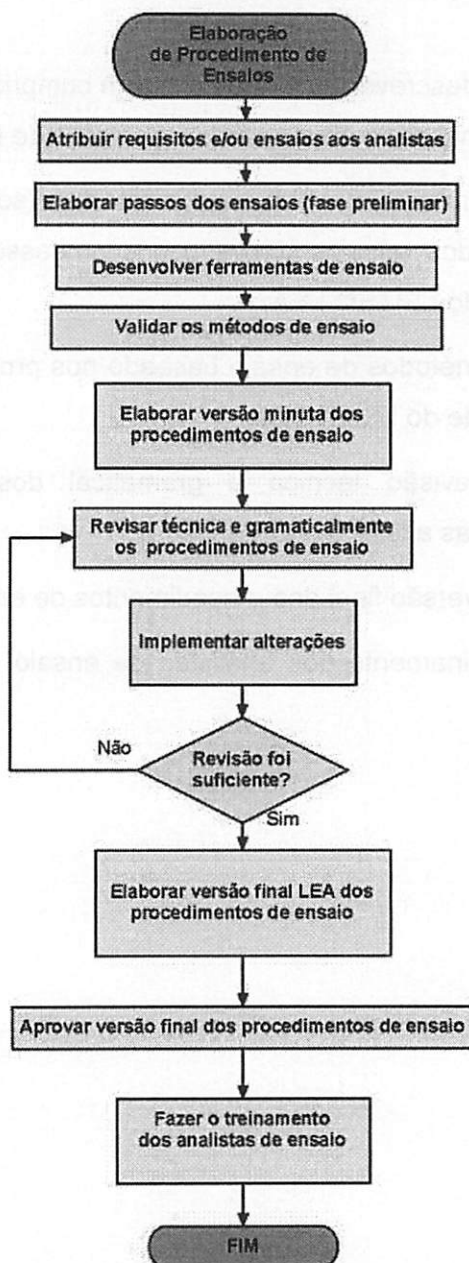 Elaboração
de Procedimento de
Ensaios
Atribuir requisitos e/ou ensaios aos analistas
Elaborar passos dos ensaios (fase preliminar)
Desenvolver ferramentas de ensaio
Validar os métodos de ensaio
Elaborar versão minuta dos
procedimentos de ensaio
Revisar técnica e gramaticalmente
os procedimentos de ensaio
Implementar alterações
Não
Revisão foi
suficiente?
Sim
Elaborar versão final LEA dos
procedimentos de ensaio
Aprovar versão final dos procedimentos de ensaio
Fazer o treinamento
dos analistas de ensaio
FIM